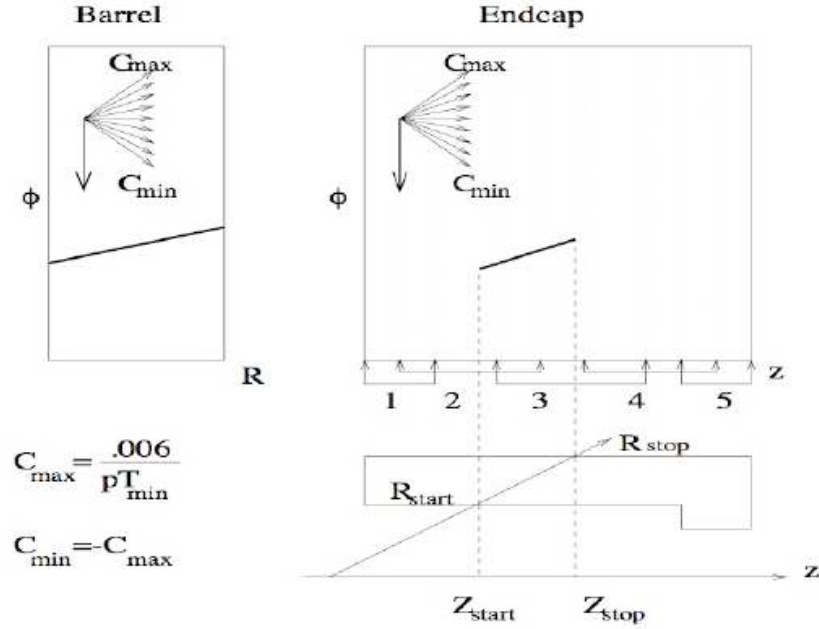 Barrel
Endcap
Cmax
Cmax
Cmin
Cmin
ϕ
ϕ
R
z
1 2 3 4 5
Cmax=.006/pTmin
Rstop
Rstart
Cmin=-Cmax
z
Zstart
Zstop